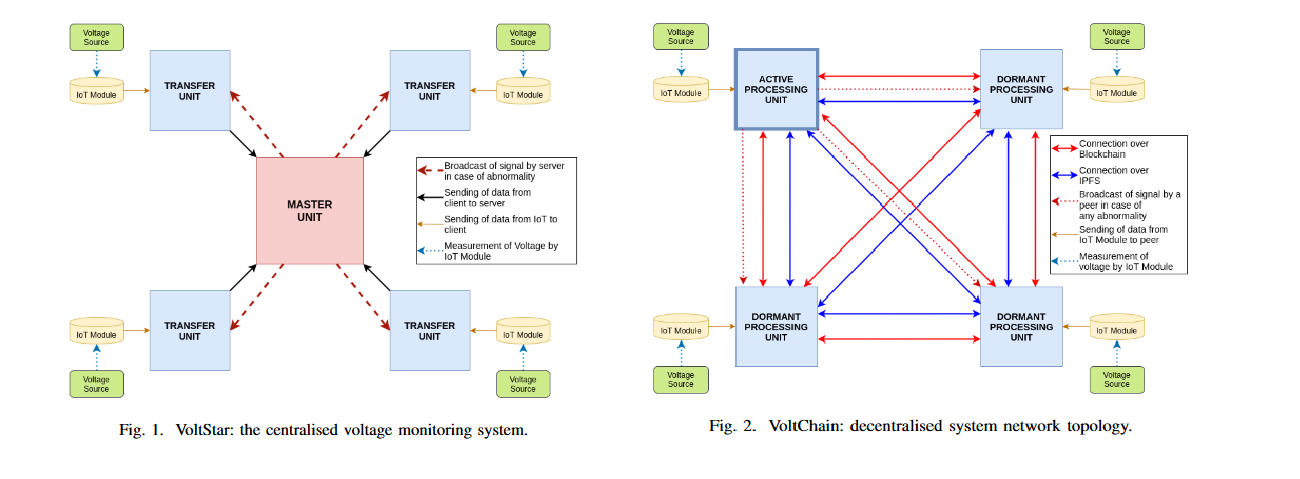 Voltage
Source
IoT Module
TRANSFER
UNIT
TRANSFER
UNIT
Voltage
Source
IoT Module
MASTER
UNIT
Broadcast of signal by server
in case of abnormality
Sending of data from
client to server
Sending of data from IoT to
client
Measurement of Voltage by
IoT Module
IoT Module
Voltage
Source
TRANSFER
UNIT
TRANSFER
UNIT
IoT Module
Voltage
Source
Fig. 1. VoltStar: the centralised voltage monitoring system.
Voltage
Source
IoT Module
ACTIVE
PROCESSING
UNIT
DORMANT
PROCESSING
UNIT
Voltage
Source
IoT Module
Connection over
Blockchain
Connection over
IPFS
Broadcast of signal by a
peer in case of
any abnormality
Sending of data from
IoT Module to peer
Measurement of
voltage by IoT Module
IoT Module
Voltage
Source
DORMANT
PROCESSING
UNIT
DORMANT
PROCESSING
UNIT
IoT Module
Voltage
Source
Fig. 2. VoltChain: decentralised system network topology.